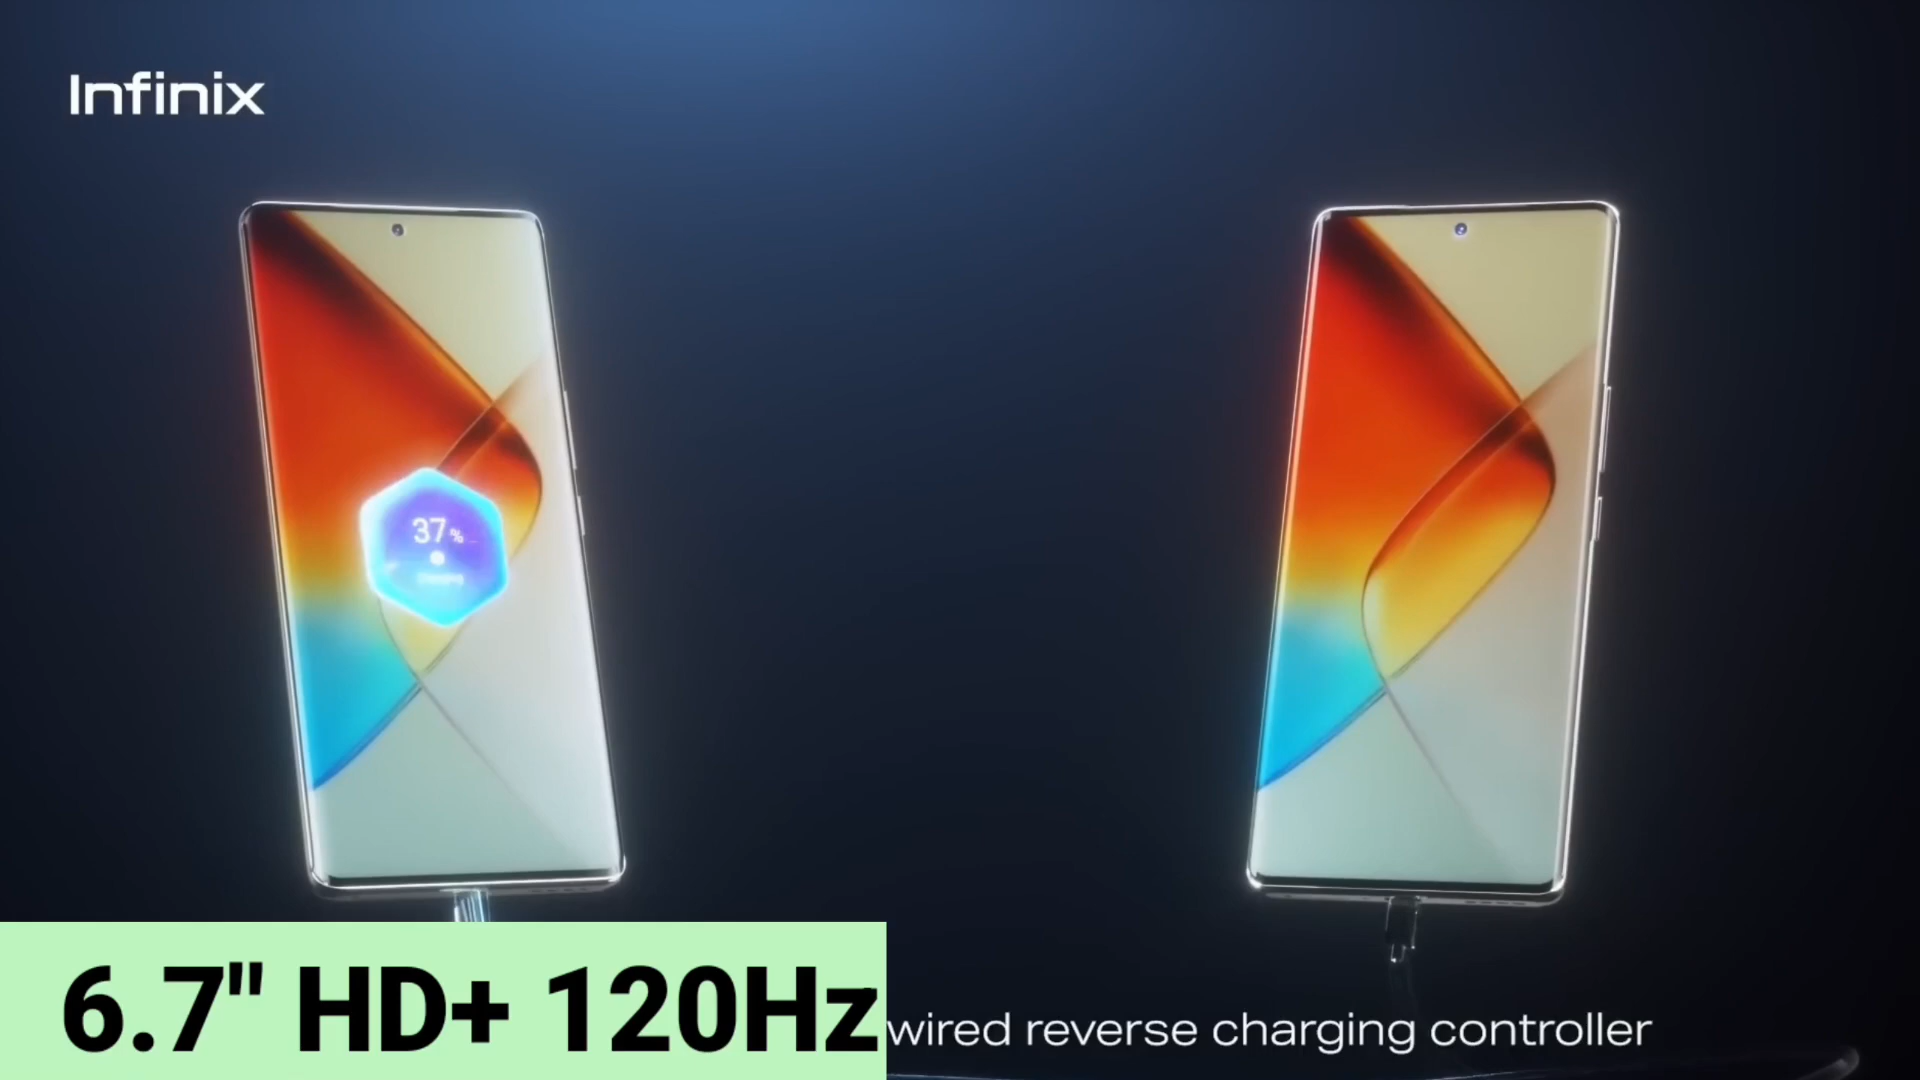 Infinix
37%
6.7" HD+ 120Hz
wired reverse charging controller